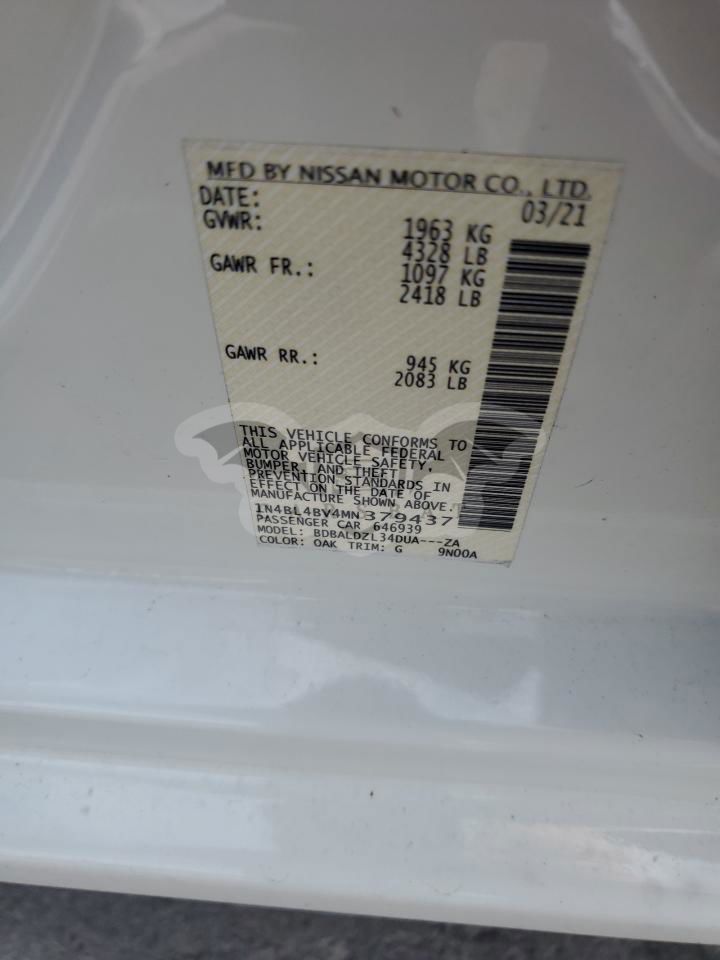 MFD BY NISSAN MOTOR CO., LTD.
DATE: 03/21
GVWR: 1963 KG
4328 LB
GAWR FR.: 1097 KG
2418 LB
GAWR RR.: 945 KG
2083 LB
THIS VEHICLE CONFORMS TO
ALL APPLICABLE FEDERAL
MOTOR VEHICLE SAFETY,
BUMPER, AND THEFT
PREVENTION STANDARDS IN
EFFECT ON THE DATE OF
MANUFACTURE SHOWN ABOVE.
1N4BL4BV4MN379437
PASSENGER CAR 646939
MODEL: BDBALDZL34DUA---ZA
COLOR: OAK TRIM: G 9N00A